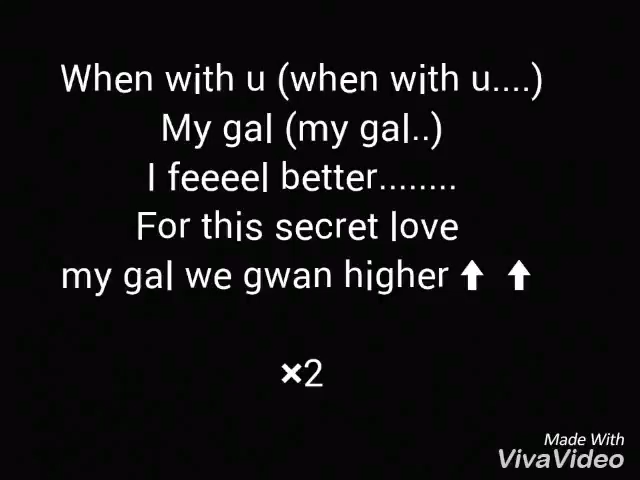 When with u (when with u....)
My gal (my gal..)
I feeeel better........
For this secret love
my gal we gwan higher⬆ ⬆
×2
Made With
VivaVideo